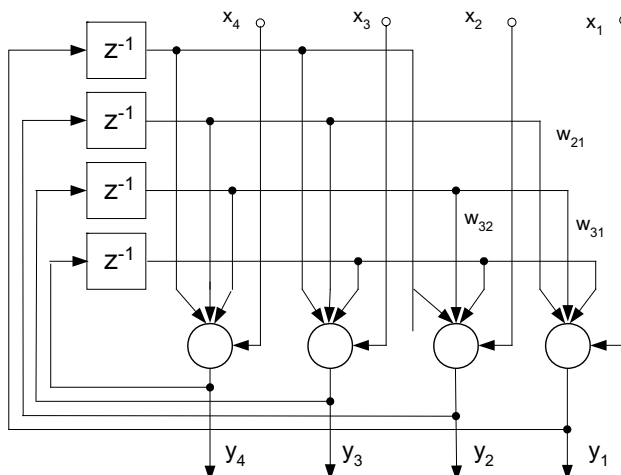 x₄ x₃ x₂ x₁
z⁻¹
z⁻¹
w₂₁
z⁻¹
w₃₂ w₃₁
z⁻¹
y₄ y₃ y₂ y₁